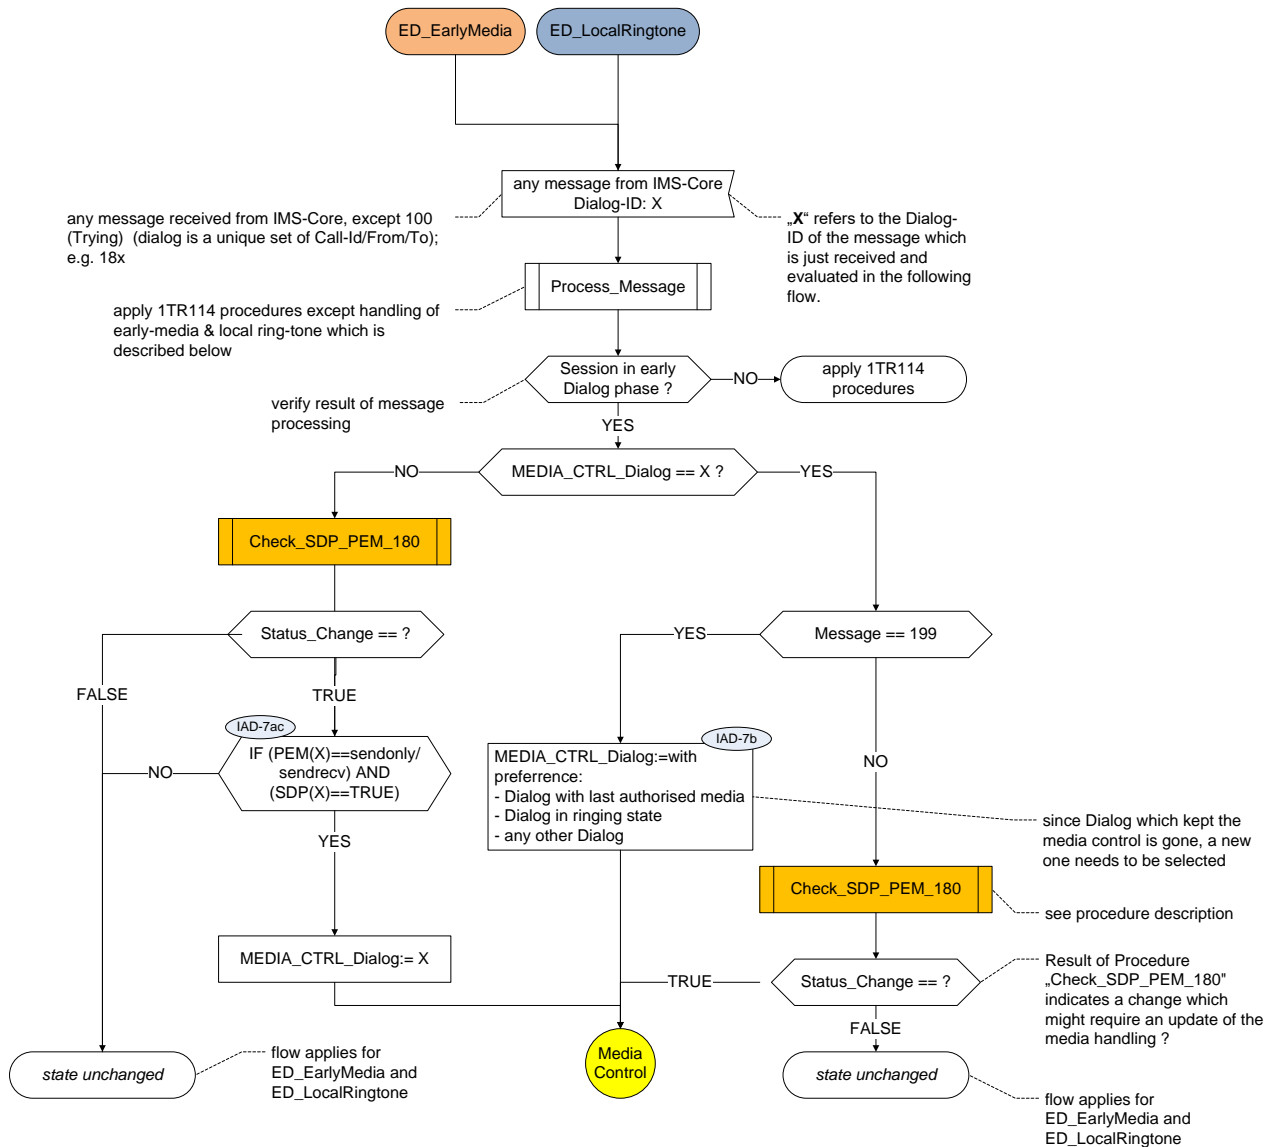 ED_EarlyMedia
ED_LocalRingtone
any message from IMS-Core
Dialog-ID: X
any message received from IMS-Core, except 100
(Trying)  (dialog is a unique set of Call-Id/From/To);
e.g. 18x
„X“ refers to the Dialog-
ID of the message which
is just received and
evaluated in the following
flow.
Process_Message
apply 1TR114 procedures except handling of
early-media & local ring-tone which is
described below
Session in early
Dialog phase ?
NO
apply 1TR114
procedures
verify result of message
processing
YES
NO
MEDIA_CTRL_Dialog == X ?
YES
Check_SDP_PEM_180
Status_Change == ?
YES
Message == 199
FALSE
TRUE
IAD-7ac
IF (PEM(X)==sendonly/
sendrecv) AND
(SDP(X)==TRUE)
NO
YES
IAD-7b
MEDIA_CTRL_Dialog:=with
preferrence:
- Dialog with last authorised media
- Dialog in ringing state
- any other Dialog
NO
since Dialog which kept the
media control is gone, a new
one needs to be selected
Check_SDP_PEM_180
see procedure description
MEDIA_CTRL_Dialog:= X
TRUE
Status_Change == ?
Result of Procedure
„Check_SDP_PEM_180"
indicates a change which
might require an update of the
media handling ?
FALSE
state unchanged
flow applies for
ED_EarlyMedia and
ED_LocalRingtone
Media
Control
state unchanged
flow applies for
ED_EarlyMedia and
ED_LocalRingtone